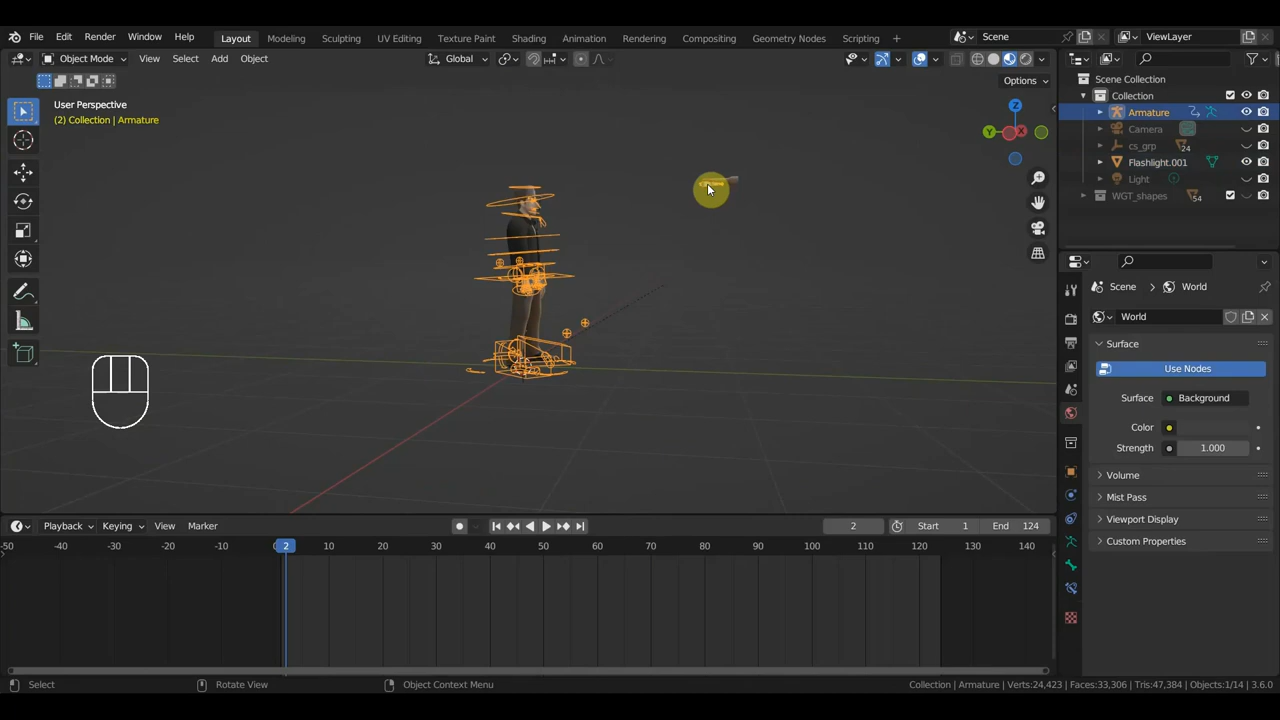 File Edit Render Window Help Layout Modeling Sculpting UV Editing Texture Paint Shading Animation Rendering Compositing Geometry Nodes Scripting + Scene ViewLayer
Object Mode View Select Add Object Global
Options
User Perspective
(2) Collection | Armature
Scene Collection
Collection
Armature
Camera
cs_grp 24
Flashlight.001
Light
WGT_shapes 54
Z
Y
X
Scene > World
World
Surface
Use Nodes
Surface Background
Color
Strength 1.000
Volume
Mist Pass
Viewport Display
Custom Properties
Playback Keying View Marker 2 Start 1 End 124
-50 -40 -30 -20 -10 2 10 20 30 40 50 60 70 80 90 100 110 120 130 140
Select Rotate View Object Context Menu Collection | Armature | Verts:24,423 | Faces:33,306 | Tris:47,384 | Objects:1/14 | 3.6.0